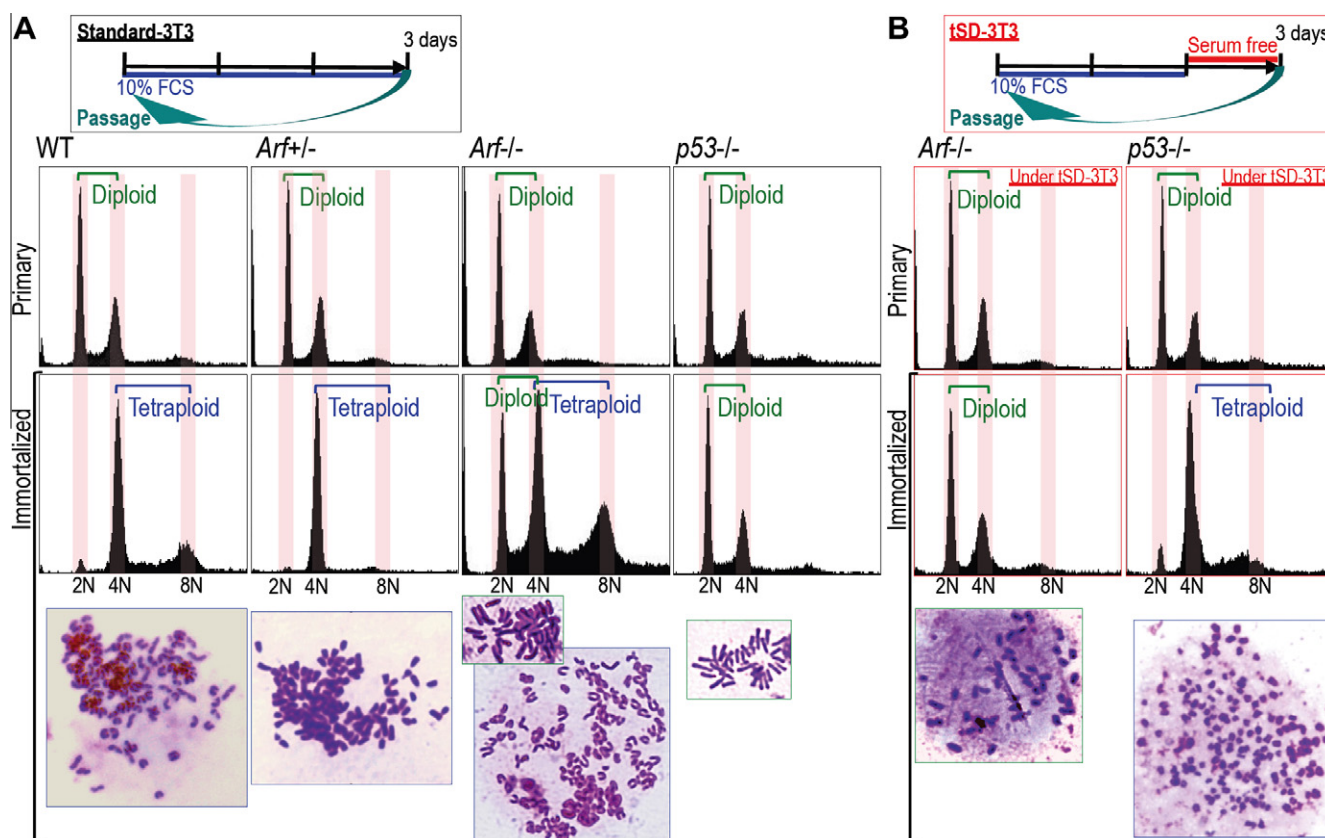 A
Standard-3T3
3 days
10% FCS
Passage
WT
Arf+/-
Arf-/-
p53-/-
Primary
Diploid
Diploid
Diploid
Diploid
Immortalized
Tetraploid
Tetraploid
Diploid
Tetraploid
Diploid
2N 4N 8N
2N 4N 8N
2N 4N 8N
2N 4N
B
tSD-3T3
Serum free
3 days
10% FCS
Passage
Arf-/-
p53-/-
Under tSD-3T3
Under tSD-3T3
Primary
Diploid
Diploid
Immortalized
Diploid
Tetraploid
2N 4N 8N
2N 4N 8N